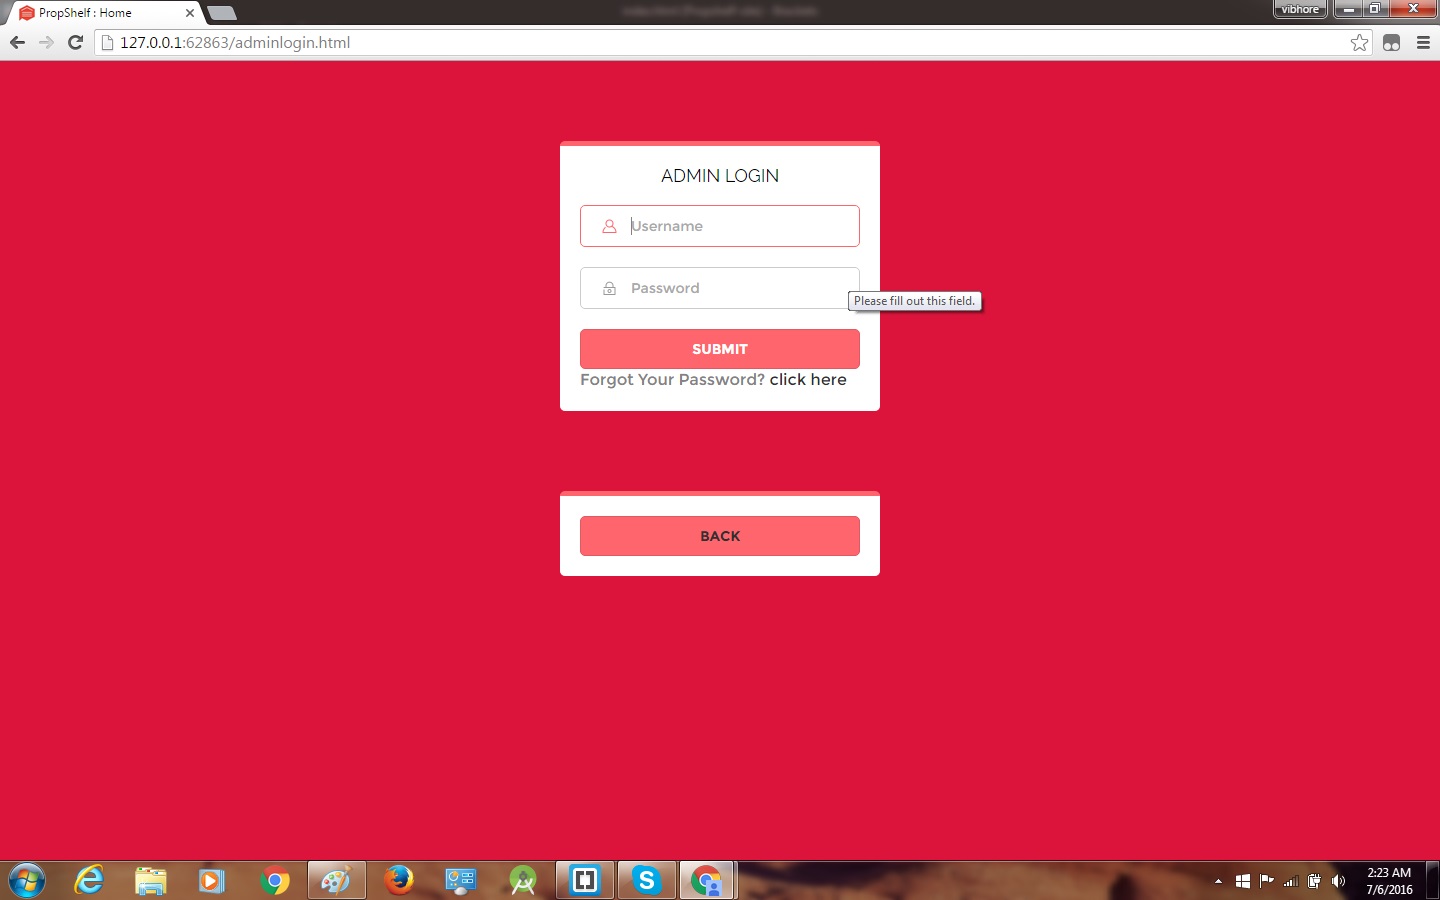 PropShelf : Home
vibhore
127.0.0.1:62863/adminlogin.html
ADMIN LOGIN
Username
Password
Please fill out this field.
SUBMIT
Forgot Your Password? click here
BACK
2:23 AM
7/6/2016